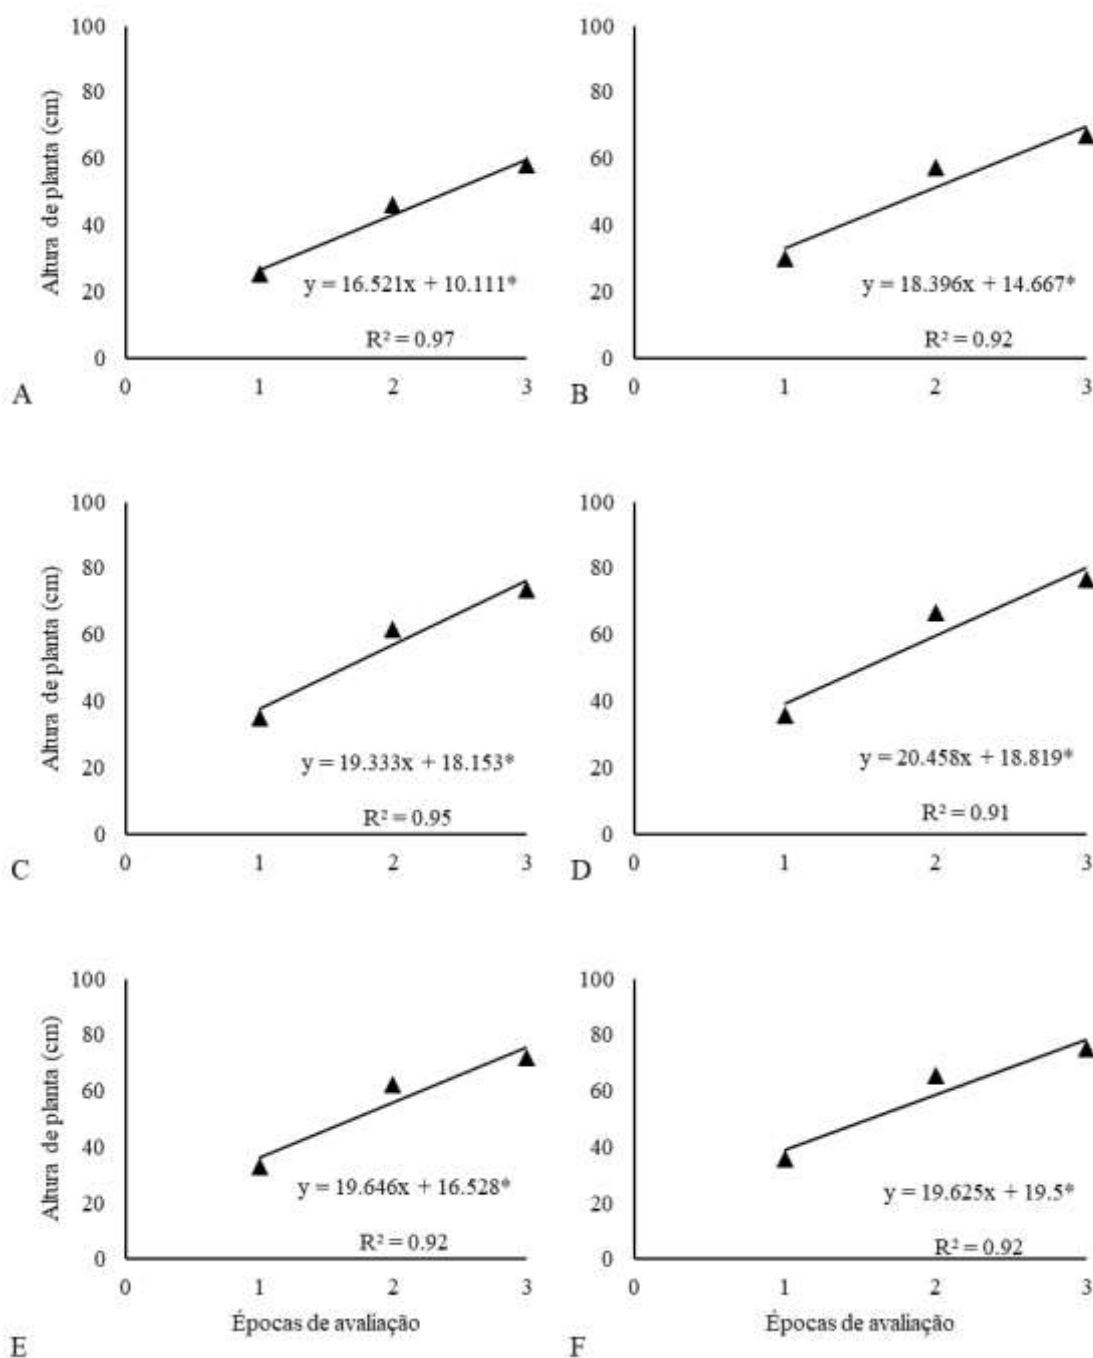 100
80
60
40
20
0
Altura de planta (cm)
y = 16.521x + 10.111*
R² = 0.97
0 1 2 3
A
100
80
60
40
20
0
y = 18.396x + 14.667*
R² = 0.92
0 1 2 3
B
100
80
60
40
20
0
Altura de planta (cm)
y = 19.333x + 18.153*
R² = 0.95
0 1 2 3
C
100
80
60
40
20
0
y = 20.458x + 18.819*
R² = 0.91
0 1 2 3
D
100
80
60
40
20
0
Altura de planta (cm)
y = 19.646x + 16.528*
R² = 0.92
0 1 2 3
Épocas de avaliação
E
100
80
60
40
20
0
y = 19.625x + 19.5*
R² = 0.92
0 1 2 3
Épocas de avaliação
F